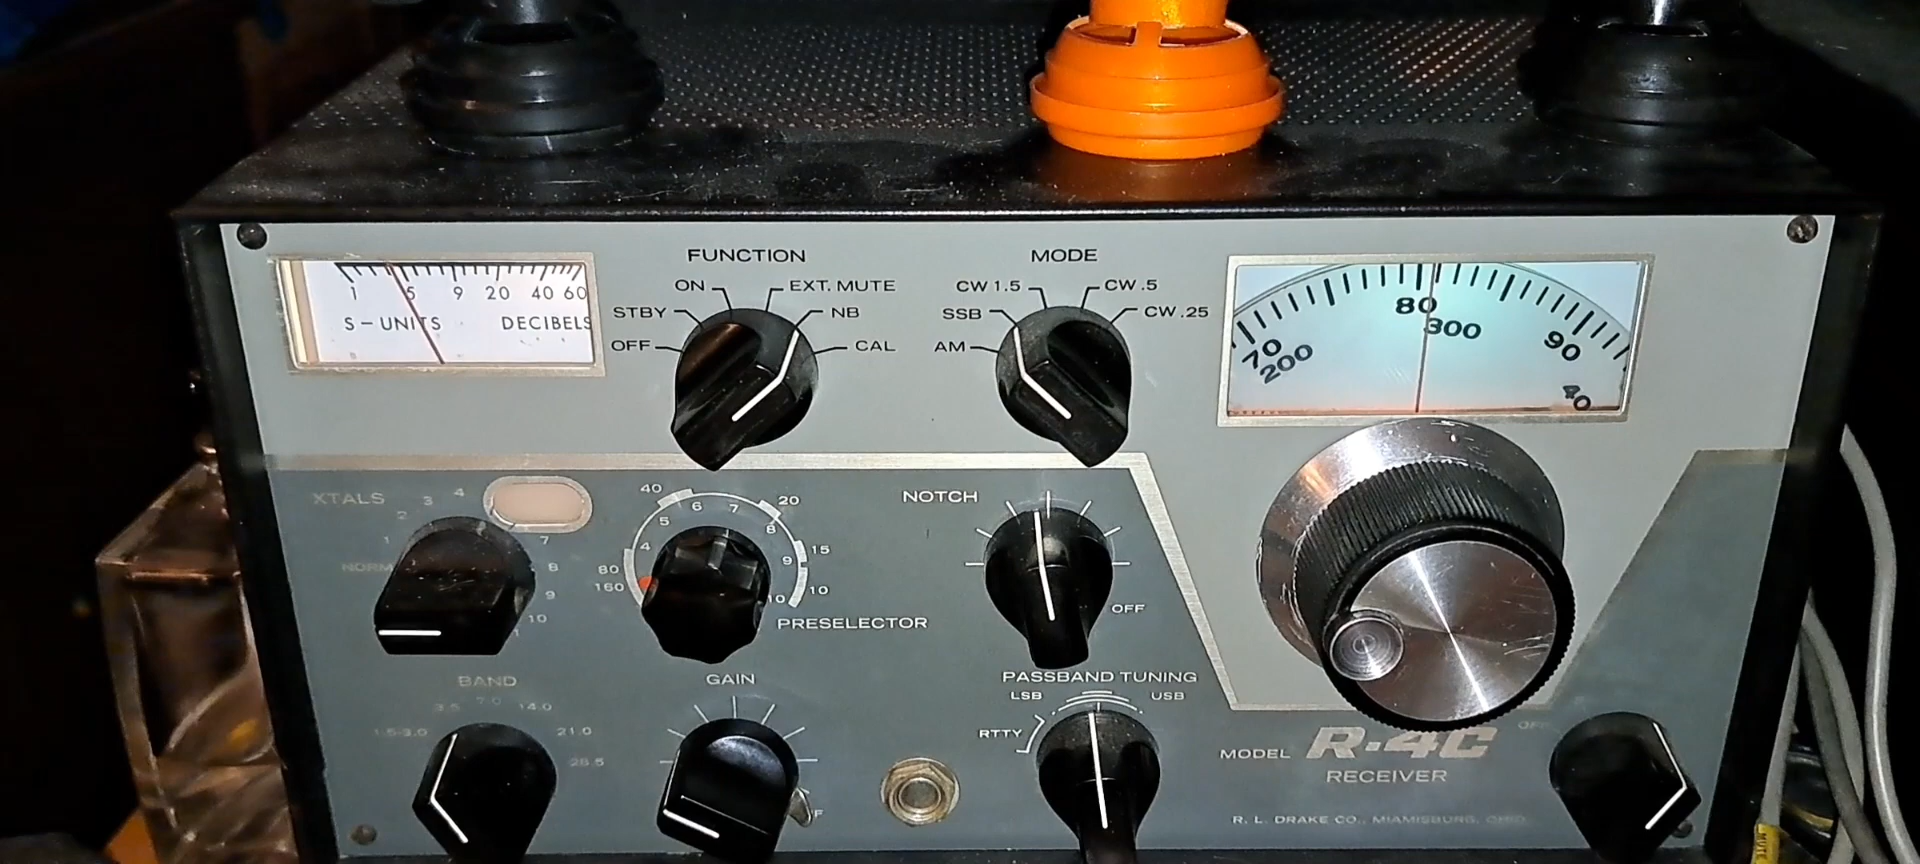 FUNCTION
OFF
STBY
ON
EXT. MUTE
NB
CAL
MODE
AM
SSB
CW 1.5
CW .5
CW .25
1 5 9 20 40 60
S-UNITS DECIBELS
70 80 90
200 300 40
XTALS
NORM 1 2 3 4 7 8 9 10
40 20 15 10 80 160
4 5 6 7 8 9 10
PRESELECTOR
NOTCH
OFF
BAND
1.5-3.0 3.5 7.0 14.0 21.0 28.5
GAIN
PASSBAND TUNING
LSB USB
RTTY
MODEL R-4C
RECEIVER
R. L. DRAKE CO., MIAMISBURG, OHIO
MUTE